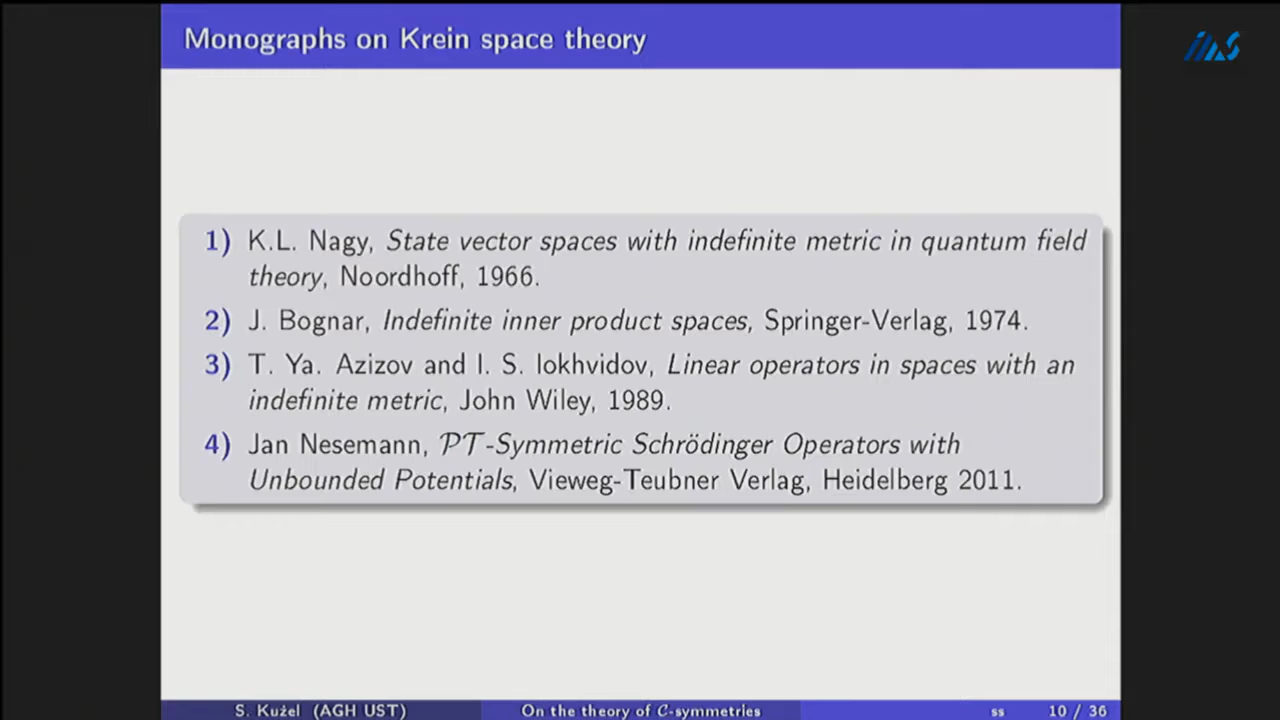 Monographs on Krein space theory
iMS
1) K.L. Nagy, State vector spaces with indefinite metric in quantum field
theory, Noordhoff, 1966.
2) J. Bognar, Indefinite inner product spaces, Springer-Verlag, 1974.
3) T. Ya. Azizov and I. S. Iokhvidov, Linear operators in spaces with an
indefinite metric, John Wiley, 1989.
4) Jan Nesemann, 𝒫𝒯-Symmetric Schrödinger Operators with
Unbounded Potentials, Vieweg-Teubner Verlag, Heidelberg 2011.
S. Kużel (AGH UST) On the theory of 𝒞-symmetries ss 10 / 36